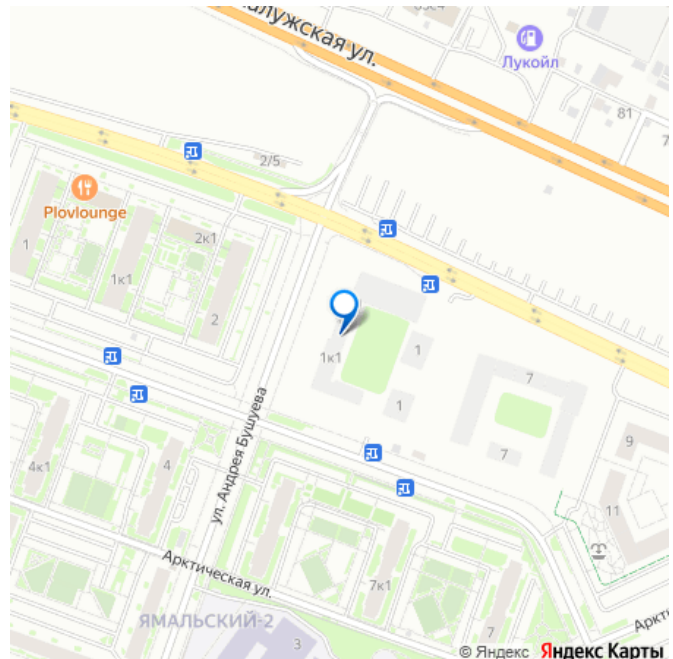 алужская ул.
Лукойл
81
2/5
Plovlounge
2к1
1
1к1
2
1к1
1
1
7
7
9
11
ул. Андрея Бушуева
4к1
4
Арктическая ул.
7к1
7
Аркти
ЯМАЛЬСКИЙ-2
3
© Яндекс Яндекс Карты